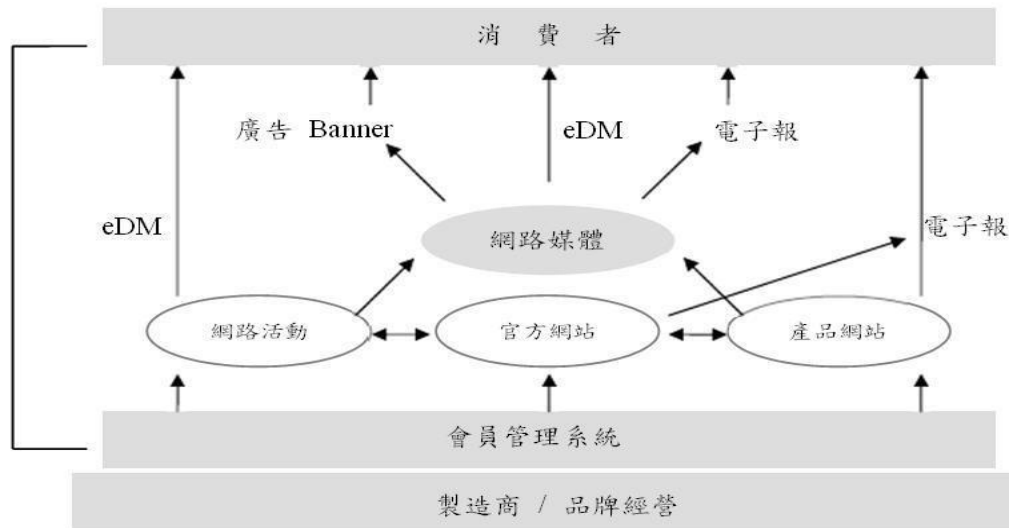 消 費 者
廣告 Banner
eDM
電子報
eDM
網路媒體
電子報
網路活動
官方網站
產品網站
會員管理系統
製造商 / 品牌經營